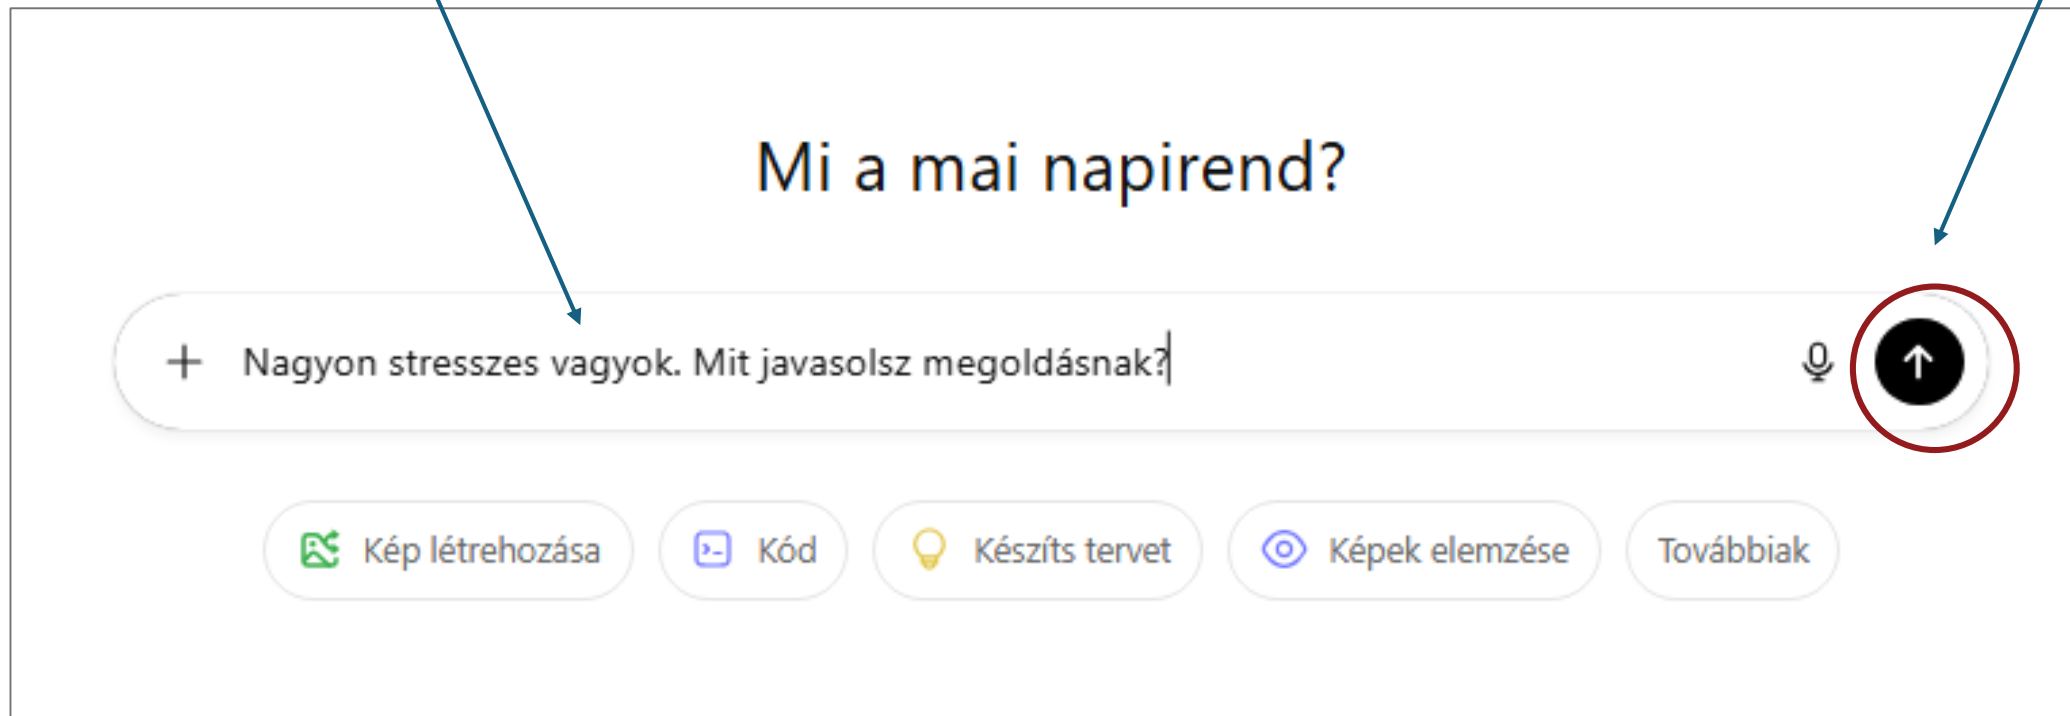 Mi a mai napirend?
Nagyon stresszes vagyok. Mit javasolsz megoldásnak?
Kép létrehozása Kód Készíts tervet Képek elemzése Továbbiak